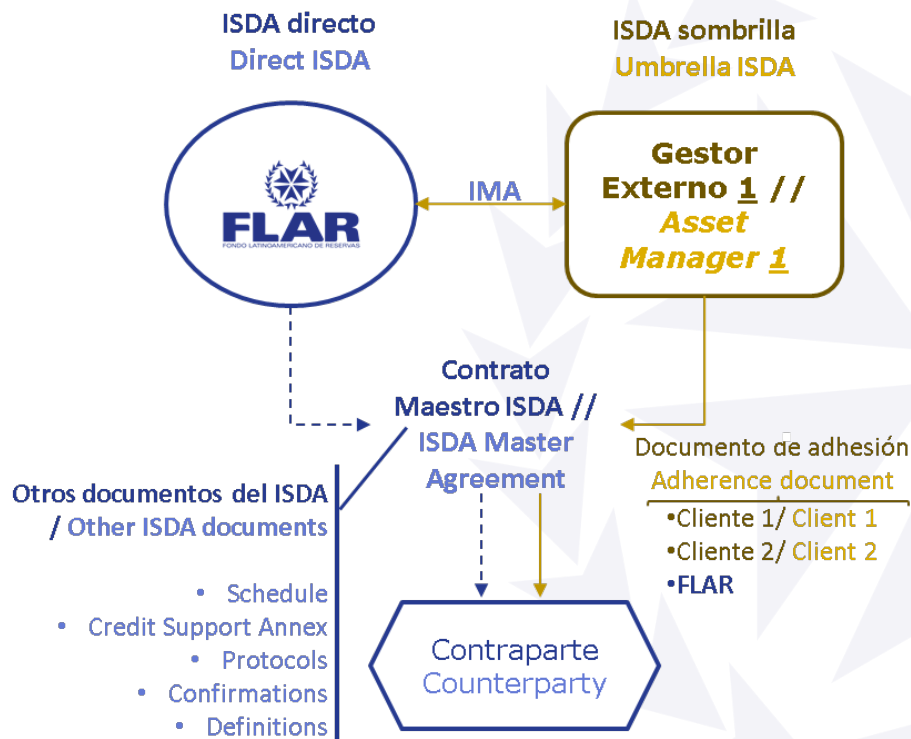 ISDA directo
Direct ISDA
ISDA sombrilla
Umbrella ISDA
FLAR
FONDO LATINOAMERICANO DE RESERVAS
IMA
Gestor
Externo 1 //
Asset
Manager 1
Contrato
Maestro ISDA //
ISDA Master
Agreement
Documento de adhesión
Adherence document
•Cliente 1/ Client 1
•Cliente 2/ Client 2
•FLAR
Otros documentos del ISDA
/ Other ISDA documents
• Schedule
• Credit Support Annex
• Protocols
• Confirmations
• Definitions
Contraparte
Counterparty